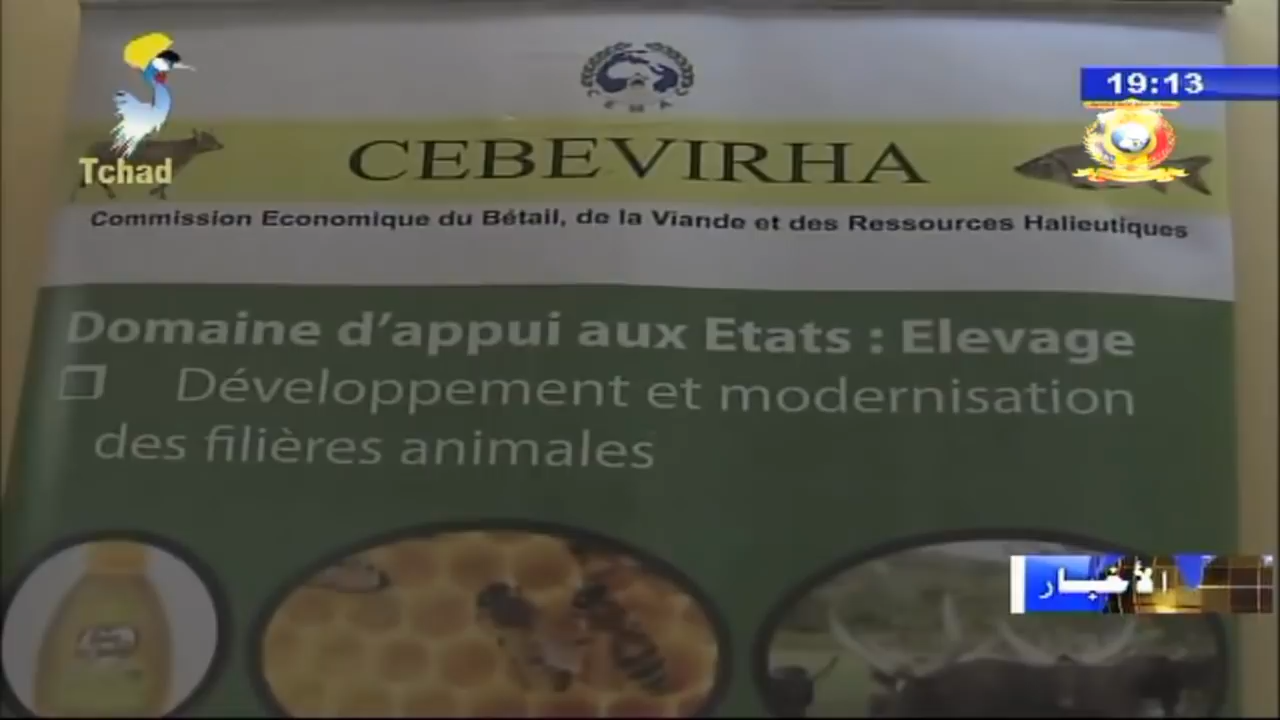 19:13
Tchad
CEBEVIRHA
Commission Economique du Bétail, de la Viande et des Ressources Halieutiques
Domaine d'appui aux Etats : Elevage
❑ Développement et modernisation
des filières animales
الأخبار